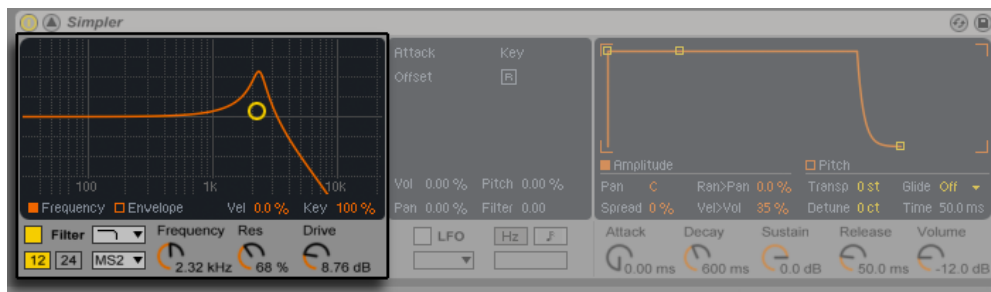 Simpler
Attack Key
Offset R
100 1k 10k
Vol 0.00 % Pitch 0.00 %
Pan 0.00 % Filter 0.00
Frequency Envelope Vel 0.0 % Key 100 %
Amplitude Pitch
Pan C Ran>Pan 0.0 % Transp 0 st Glide Off
Spread 0 % Vel>Vol 35 % Detune 0 ct Time 50.0 ms
Filter Frequency Res Drive
12 24 MS2 2.32 kHz 68 % 8.76 dB
LFO Hz
Attack Decay Sustain Release Volume
0.00 ms 600 ms 0.0 dB 50.0 ms -12.0 dB